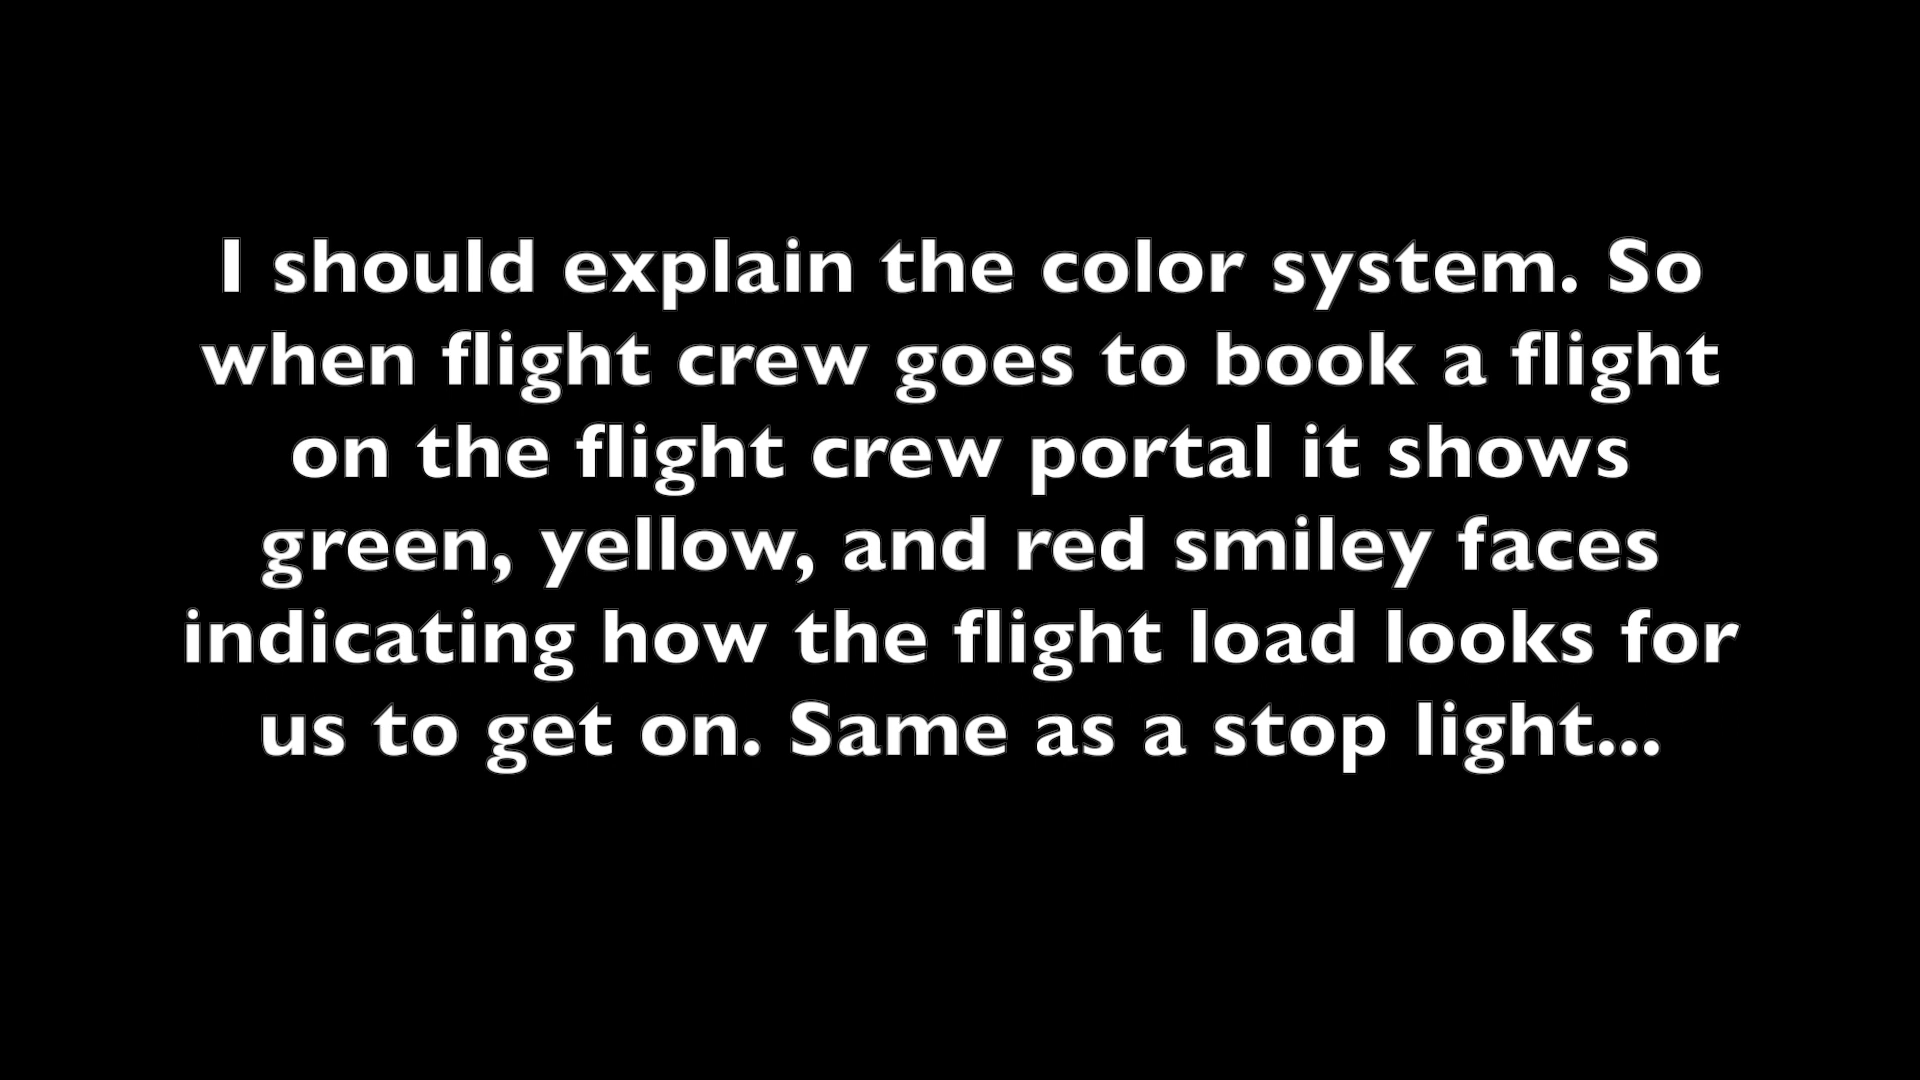 I should explain the color system. So
when flight crew goes to book a flight
on the flight crew portal it shows
green, yellow, and red smiley faces
indicating how the flight load looks for
us to get on. Same as a stop light...